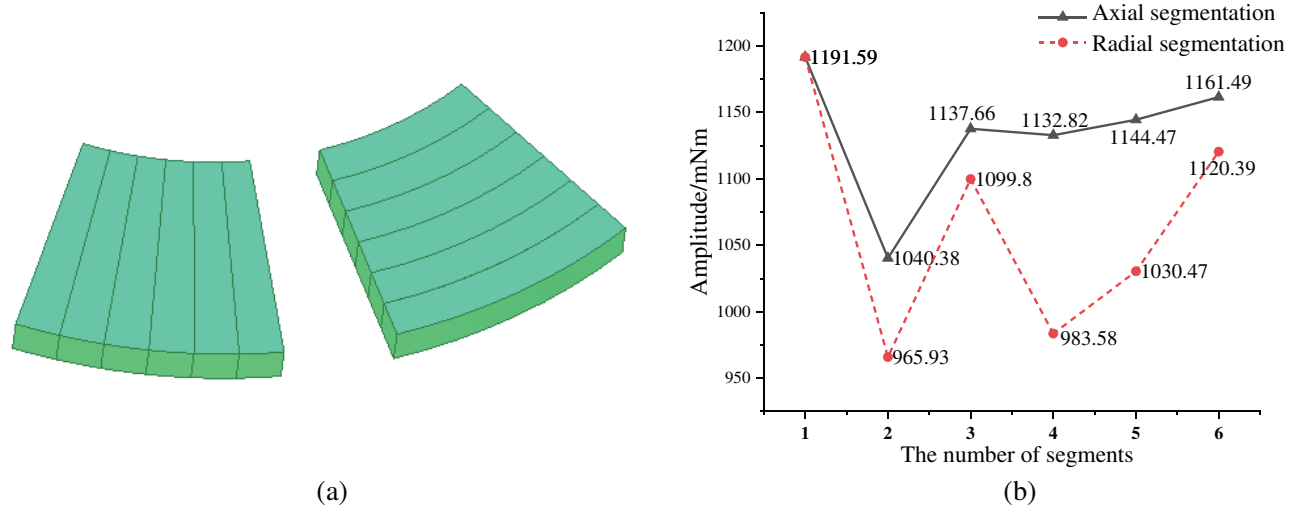 Axial segmentation
Radial segmentation
Amplitude/mNm
1200
1150
1100
1050
1000
950
1191.59
1040.38
1137.66
1132.82
1144.47
1161.49
965.93
1099.8
983.58
1030.47
1120.39
1 2 3 4 5 6
The number of segments
(a) (b)